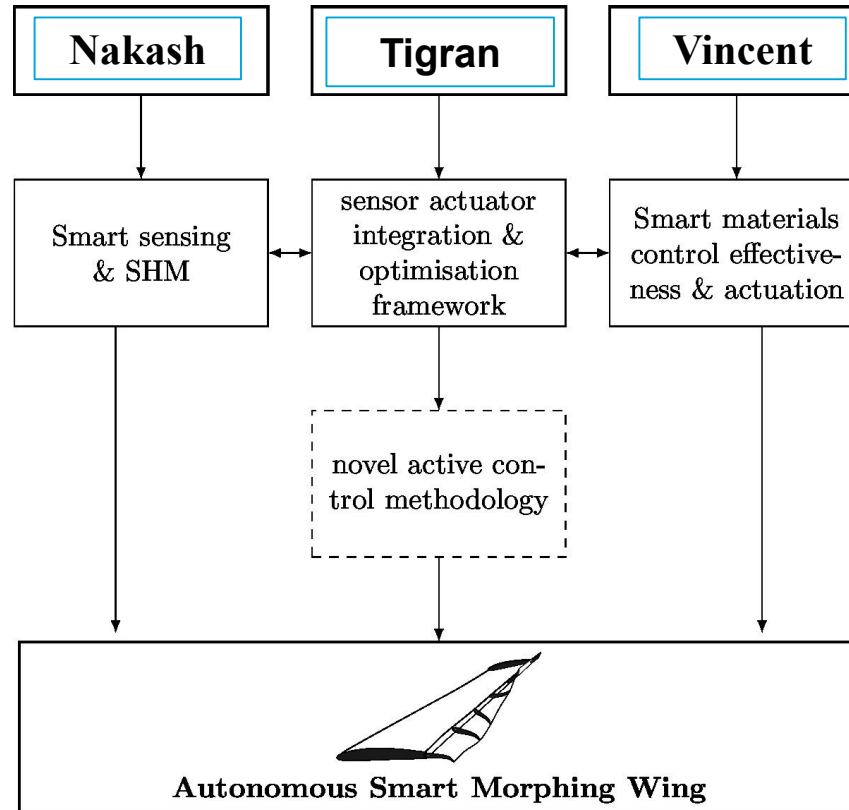 Nakash
Tigran
Vincent
Smart sensing
& SHM
sensor actuator
integration &
optimisation
framework
Smart materials
control effective-
ness & actuation
novel active con-
trol methodology
Autonomous Smart Morphing Wing